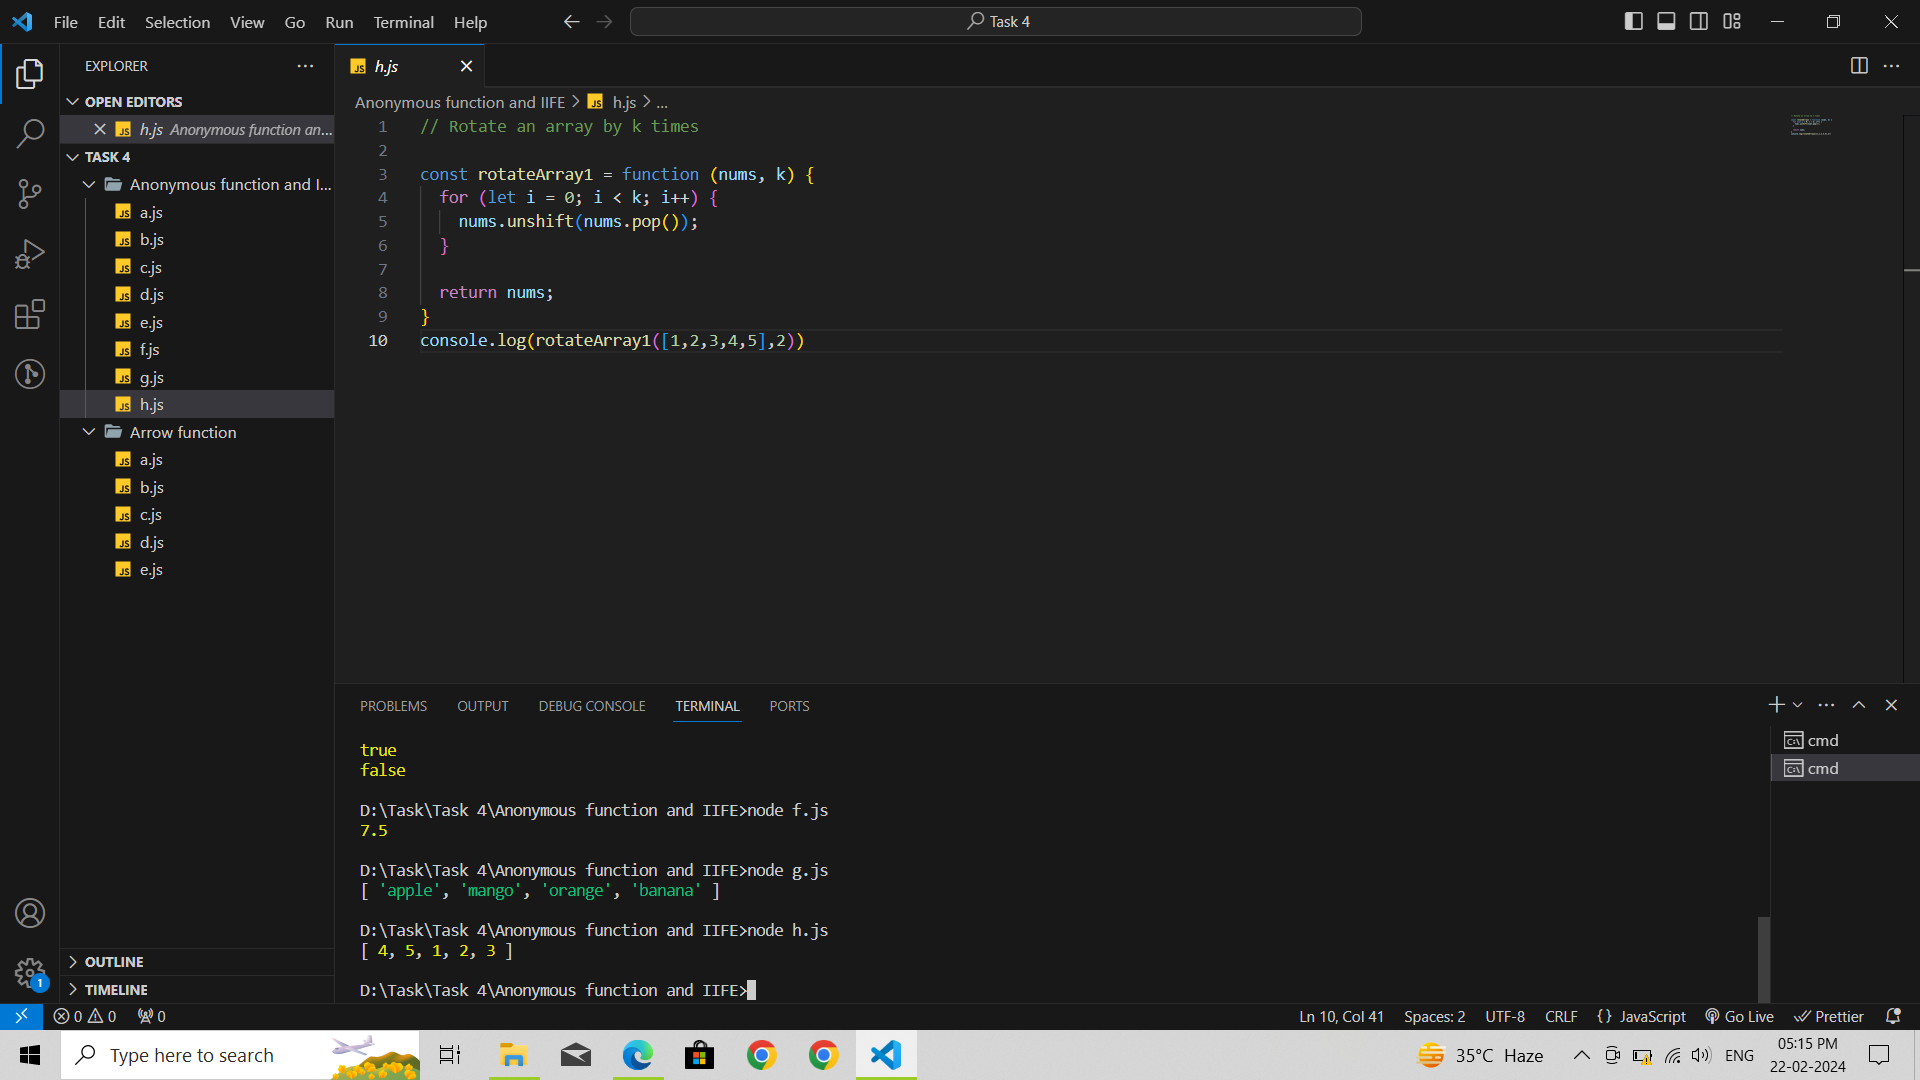 File Edit Selection View Go Run Terminal Help
Task 4
EXPLORER
OPEN EDITORS
h.js Anonymous function an...
TASK 4
Anonymous function and I...
a.js
b.js
c.js
d.js
e.js
f.js
g.js
h.js
Arrow function
a.js
b.js
c.js
d.js
e.js
OUTLINE
TIMELINE
h.js
Anonymous function and IIFE > JS h.js > ...
1 // Rotate an array by k times
2
3 const rotateArray1 = function (nums, k) {
4 for (let i = 0; i < k; i++) {
5 nums.unshift(nums.pop());
6 }
7
8 return nums;
9 }
10 console.log(rotateArray1([1,2,3,4,5],2))
PROBLEMS OUTPUT DEBUG CONSOLE TERMINAL PORTS
true
false
D:\Task\Task 4\Anonymous function and IIFE>node f.js
7.5
D:\Task\Task 4\Anonymous function and IIFE>node g.js
[ 'apple', 'mango', 'orange', 'banana' ]
D:\Task\Task 4\Anonymous function and IIFE>node h.js
[ 4, 5, 1, 2, 3 ]
D:\Task\Task 4\Anonymous function and IIFE>
cmd
cmd
1
0 0 0 Ln 10, Col 41 Spaces: 2 UTF-8 CRLF {} JavaScript Go Live Prettier
Type here to search
35°C Haze ENG
05:15 PM
22-02-2024